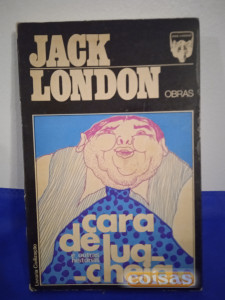 JACK
LONDON
OBRAS
cara
e outras
histórias
de lua-
-cheia
coisas